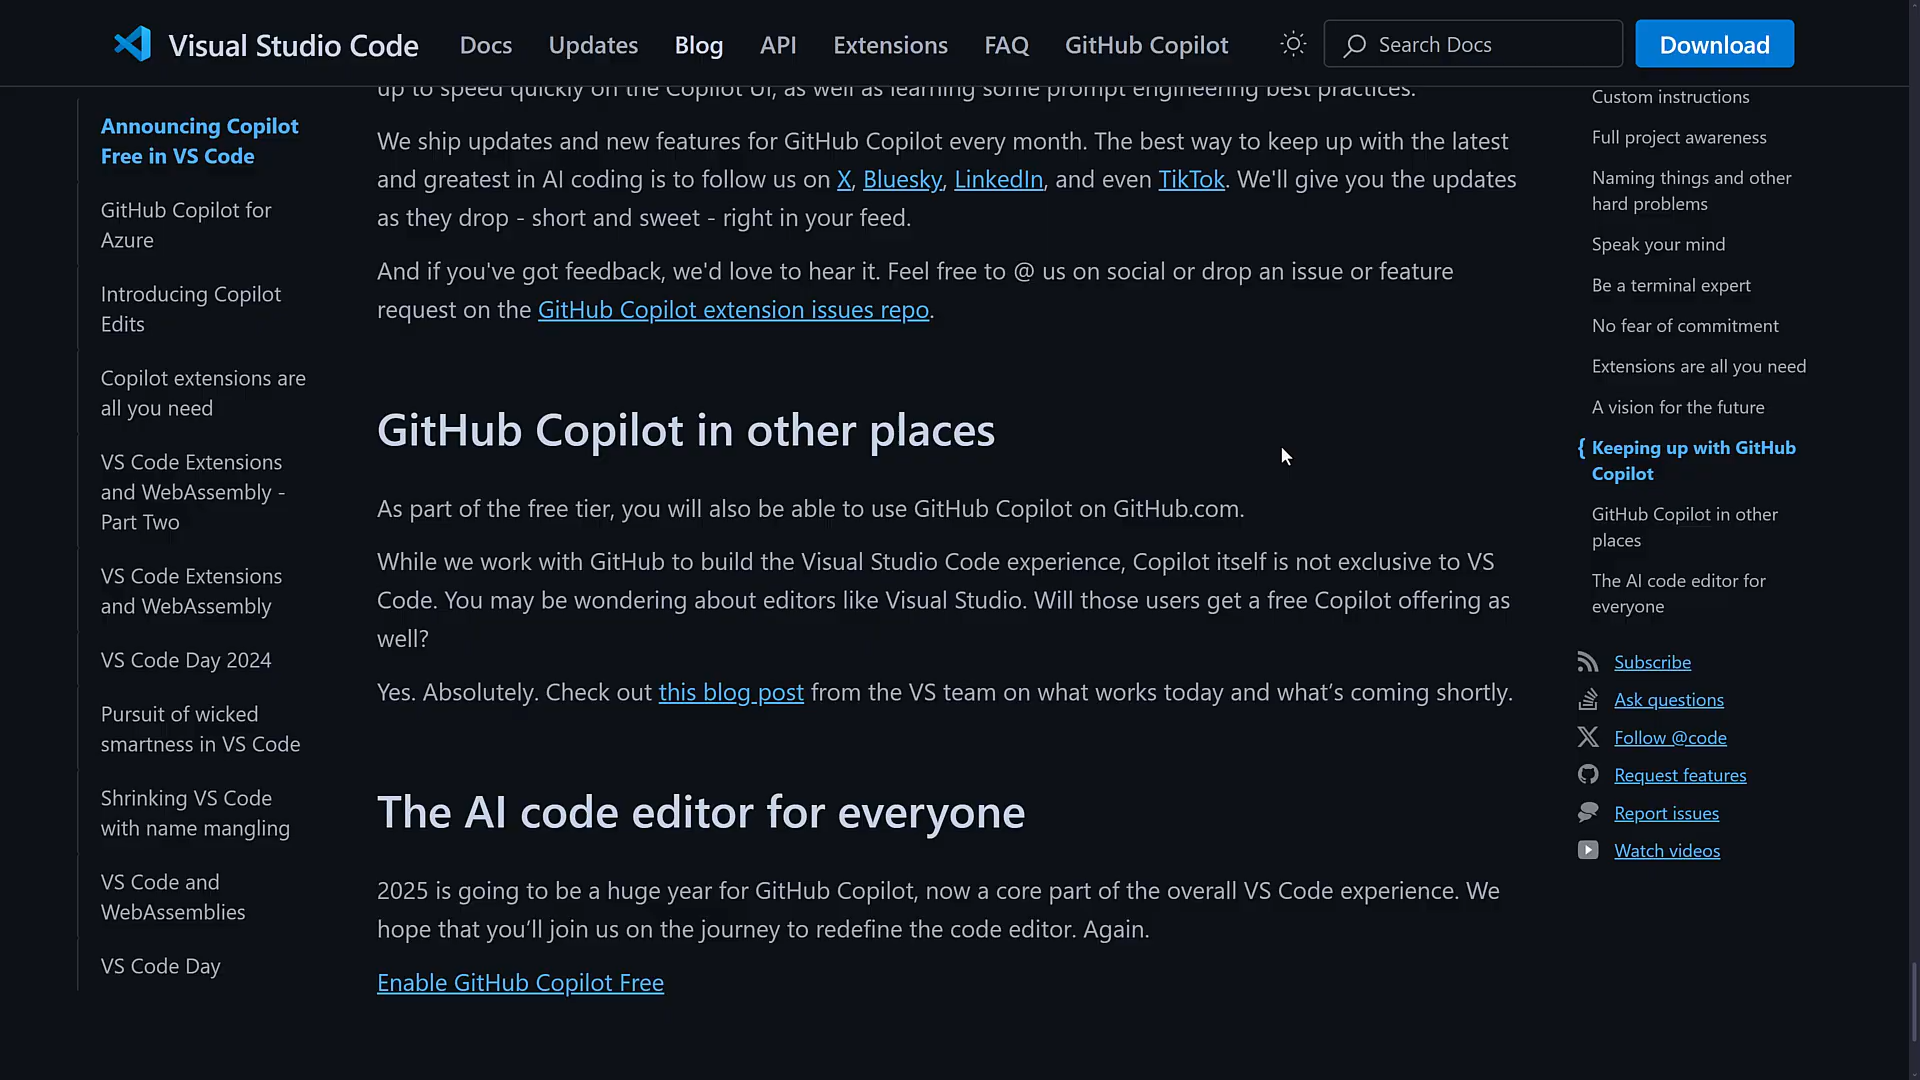 Visual Studio Code
Docs
Updates
Blog
API
Extensions
FAQ
GitHub Copilot
Search Docs
Download
Announcing Copilot
Free in VS Code
GitHub Copilot for
Azure
Introducing Copilot
Edits
Copilot extensions are
all you need
VS Code Extensions
and WebAssembly -
Part Two
VS Code Extensions
and WebAssembly
VS Code Day 2024
Pursuit of wicked
smartness in VS Code
Shrinking VS Code
with name mangling
VS Code and
WebAssemblies
VS Code Day
up to speed quickly on the Copilot UI, as well as learning some prompt engineering best practices.
We ship updates and new features for GitHub Copilot every month. The best way to keep up with the latest
and greatest in AI coding is to follow us on X, Bluesky, LinkedIn, and even TikTok. We'll give you the updates
as they drop - short and sweet - right in your feed.
And if you've got feedback, we'd love to hear it. Feel free to @ us on social or drop an issue or feature
request on the GitHub Copilot extension issues repo.
GitHub Copilot in other places
As part of the free tier, you will also be able to use GitHub Copilot on GitHub.com.
While we work with GitHub to build the Visual Studio Code experience, Copilot itself is not exclusive to VS
Code. You may be wondering about editors like Visual Studio. Will those users get a free Copilot offering as
well?
Yes. Absolutely. Check out this blog post from the VS team on what works today and what’s coming shortly.
The AI code editor for everyone
2025 is going to be a huge year for GitHub Copilot, now a core part of the overall VS Code experience. We
hope that you’ll join us on the journey to redefine the code editor. Again.
Enable GitHub Copilot Free
Custom instructions
Full project awareness
Naming things and other
hard problems
Speak your mind
Be a terminal expert
No fear of commitment
Extensions are all you need
A vision for the future
{ Keeping up with GitHub
Copilot
GitHub Copilot in other
places
The AI code editor for
everyone
Subscribe
Ask questions
Follow @code
Request features
Report issues
Watch videos